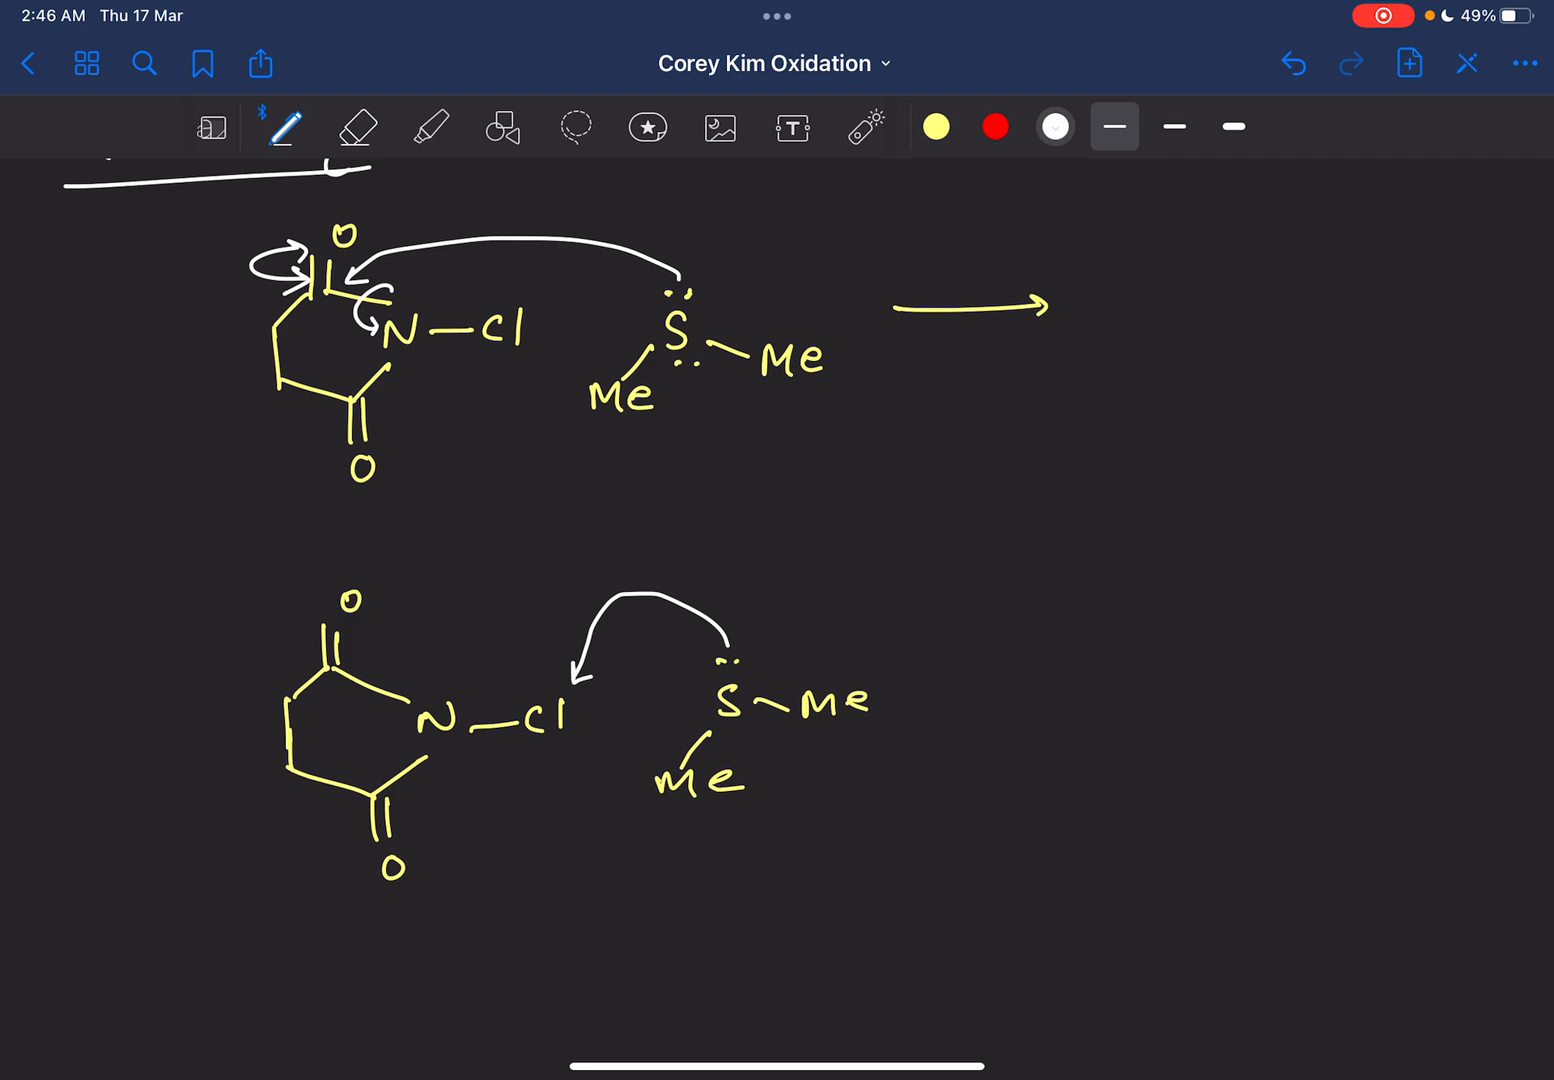 2:46 AM Thu 17 Mar
49%
Corey Kim Oxidation
T
O
N — Cl
S
Me
Me
O
O
N — Cl
S
Me
Me
O